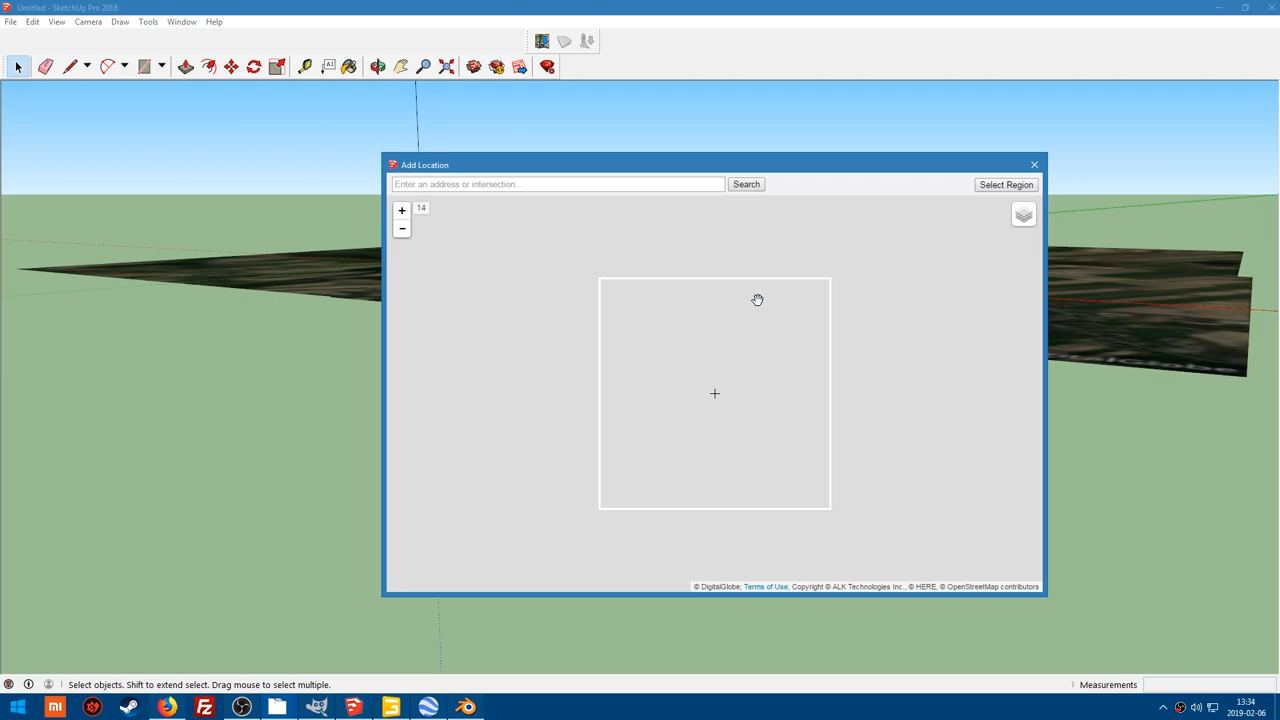 Untitled - SketchUp Pro 2018
File Edit View Camera Draw Tools Window Help
A1
Add Location
Enter an address or intersection... Search Select Region
+ 14
−
© DigitalGlobe; Terms of Use, Copyright © ALK Technologies Inc., © HERE, © OpenStreetMap contributors
Select objects. Shift to extend select. Drag mouse to select multiple. Measurements
13:34
2019-02-06